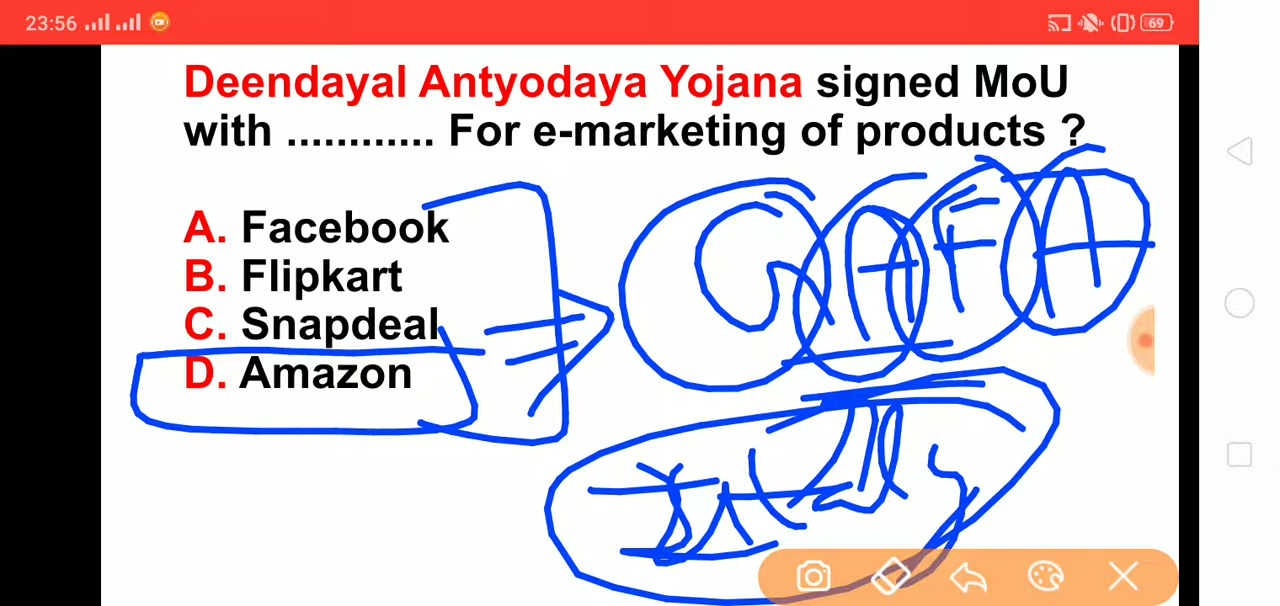 23:56
69
Deendayal Antyodaya Yojana signed MoU
with ............ For e-marketing of products ?
A. Facebook
B. Flipkart
C. Snapdeal
D. Amazon
GAFA